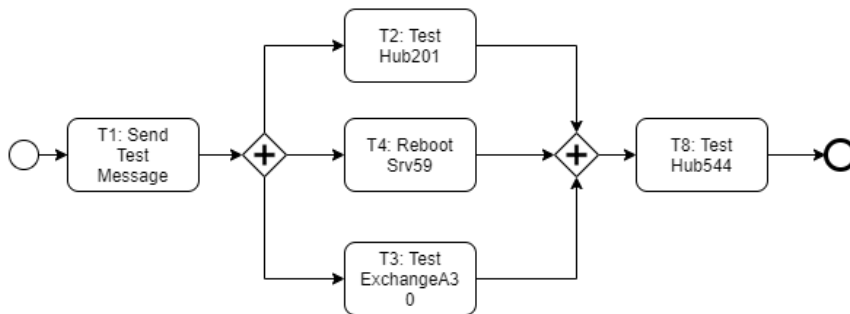 T2: Test
Hub201
T1: Send
Test
Message
T4: Reboot
Srv59
T8: Test
Hub544
T3: Test
ExchangeA3
0